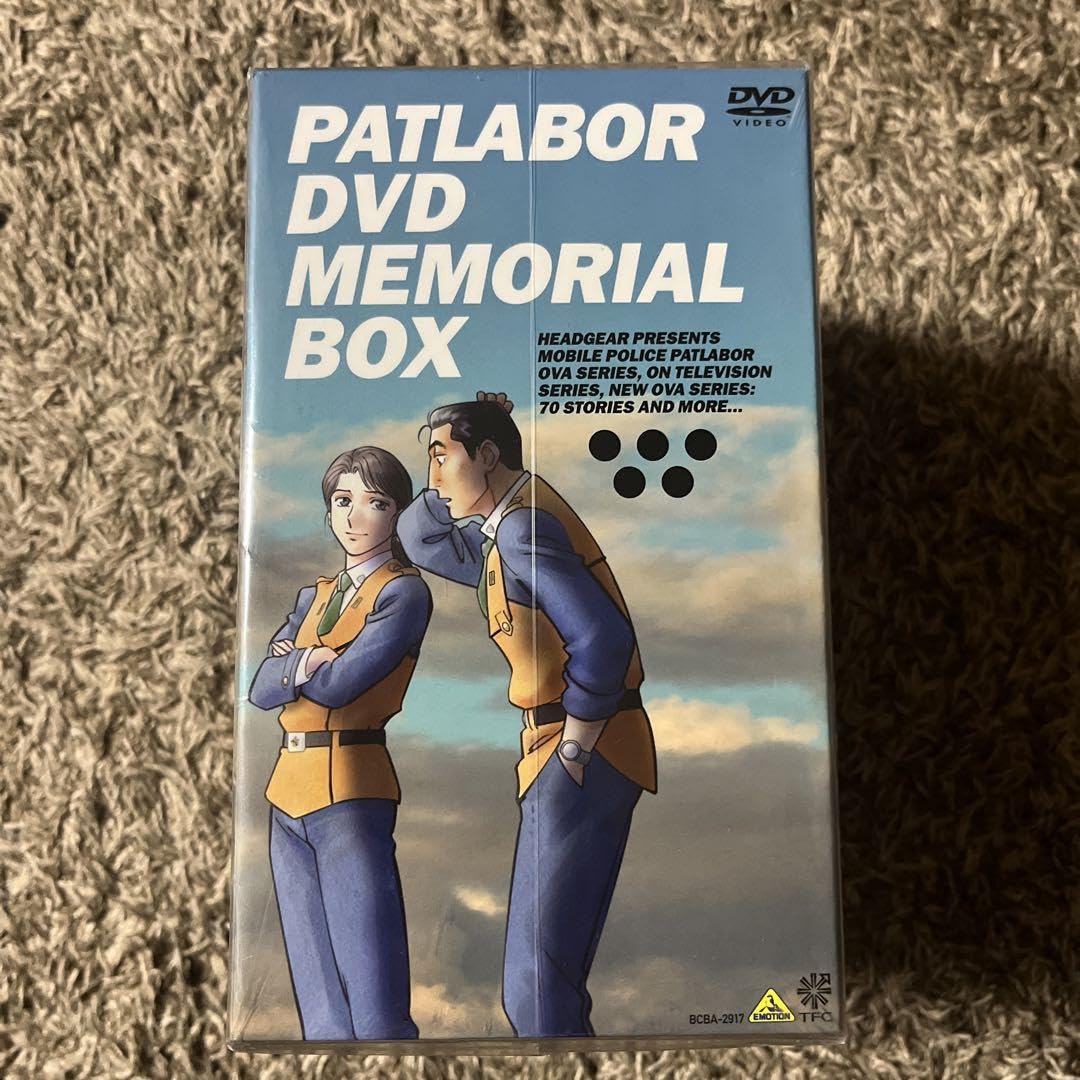 PATLABOR
DVD
MEMORIAL
BOX
DVD
VIDEO
HEADGEAR PRESENTS
MOBILE POLICE PATLABOR
OVA SERIES, ON TELEVISION
SERIES, NEW OVA SERIES:
70 STORIES AND MORE...
BCBA-2917
EMOTION
TFC